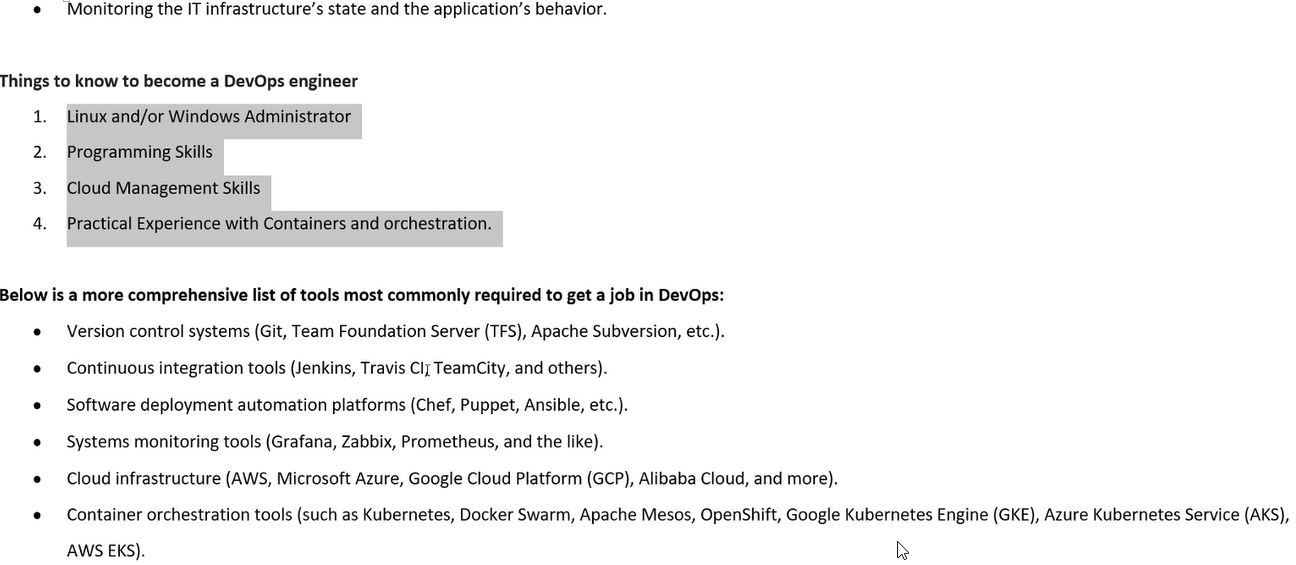 • Monitoring the IT infrastructure’s state and the application’s behavior.
Things to know to become a DevOps engineer
1. Linux and/or Windows Administrator
2. Programming Skills
3. Cloud Management Skills
4. Practical Experience with Containers and orchestration.
Below is a more comprehensive list of tools most commonly required to get a job in DevOps:
• Version control systems (Git, Team Foundation Server (TFS), Apache Subversion, etc.).
• Continuous integration tools (Jenkins, Travis CI, TeamCity, and others).
• Software deployment automation platforms (Chef, Puppet, Ansible, etc.).
• Systems monitoring tools (Grafana, Zabbix, Prometheus, and the like).
• Cloud infrastructure (AWS, Microsoft Azure, Google Cloud Platform (GCP), Alibaba Cloud, and more).
• Container orchestration tools (such as Kubernetes, Docker Swarm, Apache Mesos, OpenShift, Google Kubernetes Engine (GKE), Azure Kubernetes Service (AKS),
AWS EKS).